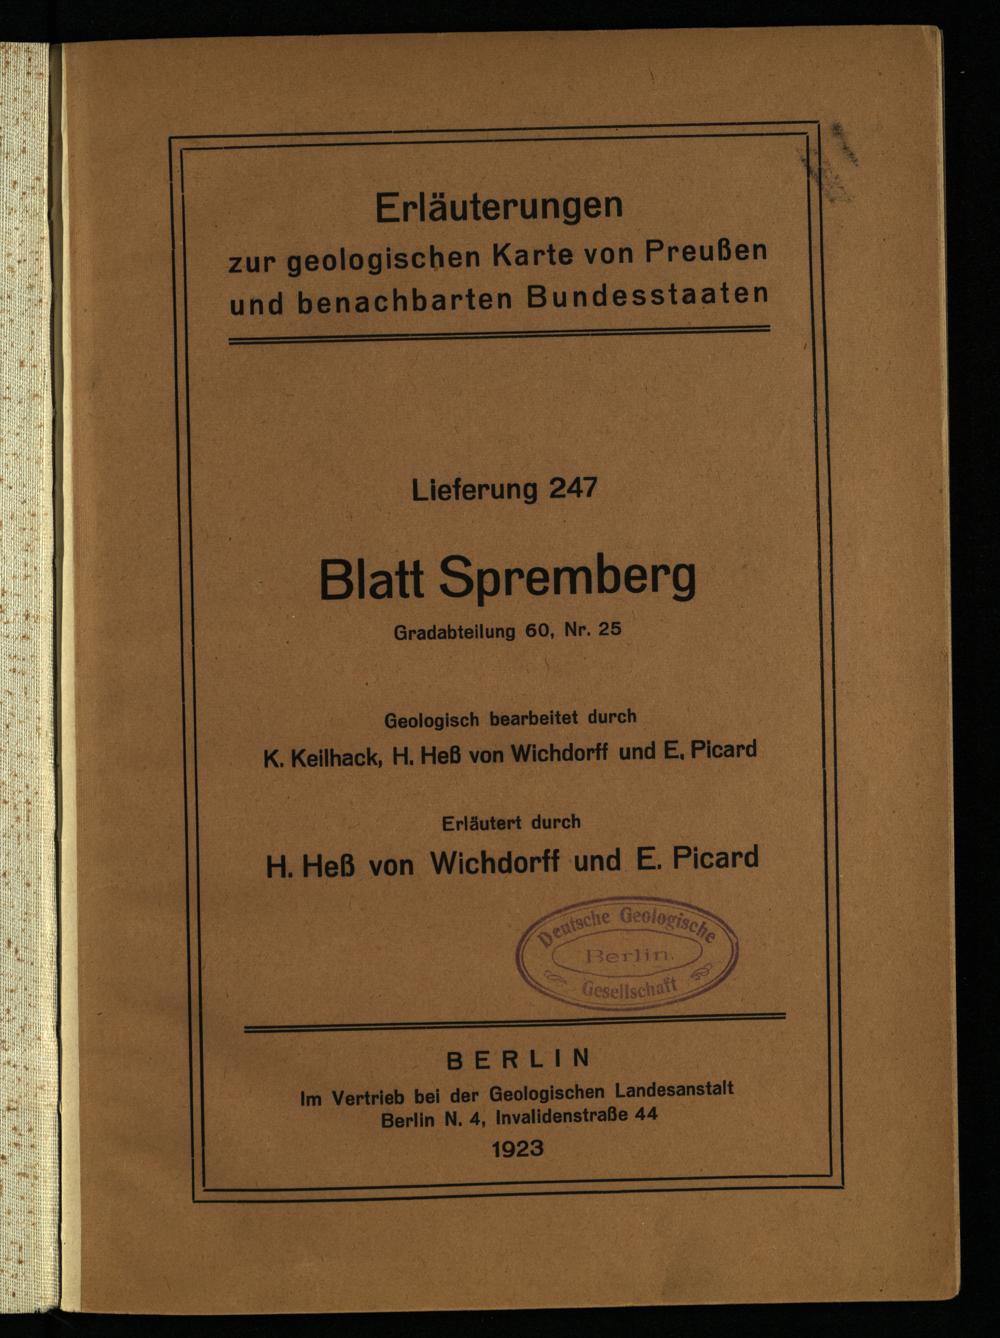 Erläuterungen
zur geologischen Karte von Preußen
und benachbarten Bundesstaaten
Lieferung 247
Blatt Spremberg
Gradabteilung 60, Nr. 25
Geologisch bearbeitet durch
K. Keilhack, H. Heß von Wichdorff und E. Picard
Erläutert durch
H. Heß von Wichdorff und E. Picard
Deutsche Geologische
Berlin.
Gesellschaft
BERLIN
Im Vertrieb bei der Geologischen Landesanstalt
Berlin N. 4, Invalidenstraße 44
1923